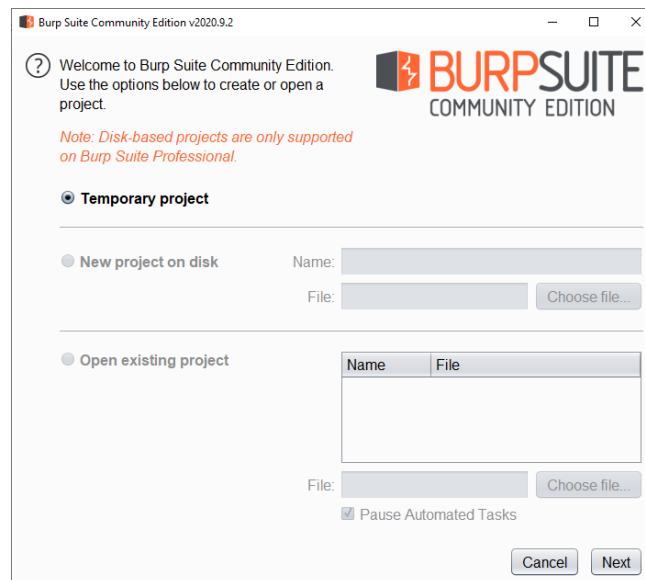 Burp Suite Community Edition v2020.9.2
?
Welcome to Burp Suite Community Edition.
Use the options below to create or open a
project.
BURPSUITE
COMMUNITY EDITION
Note: Disk-based projects are only supported
on Burp Suite Professional.
Temporary project
New project on disk
Name:
File:
Choose file...
Open existing project
Name
File
File:
Choose file...
Pause Automated Tasks
Cancel
Next